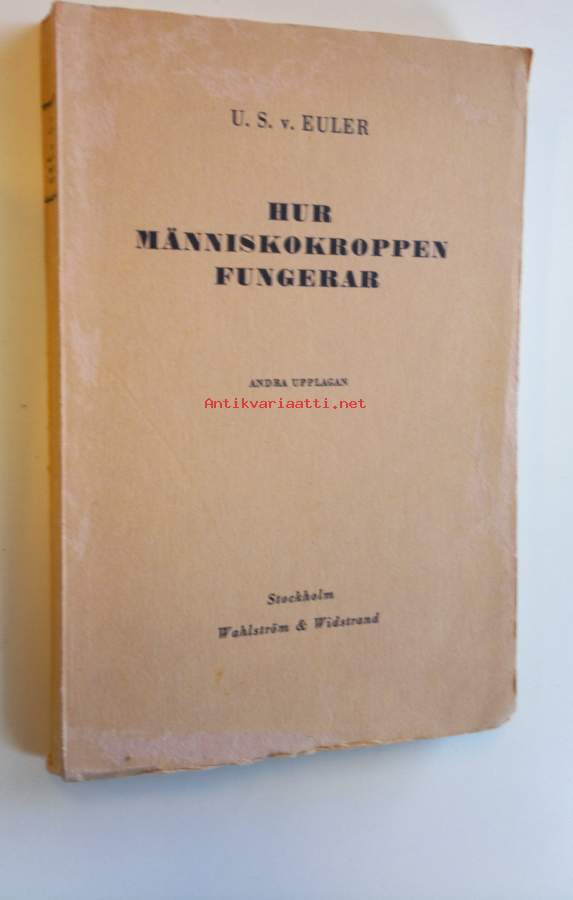 U. S. v. EULER
HUR
MÄNNISKOKROPPEN
FUNGERAR
ANDRA UPPLAGAN
Antikvariaatti.net
Stockholm
Wahlström & Widstrand